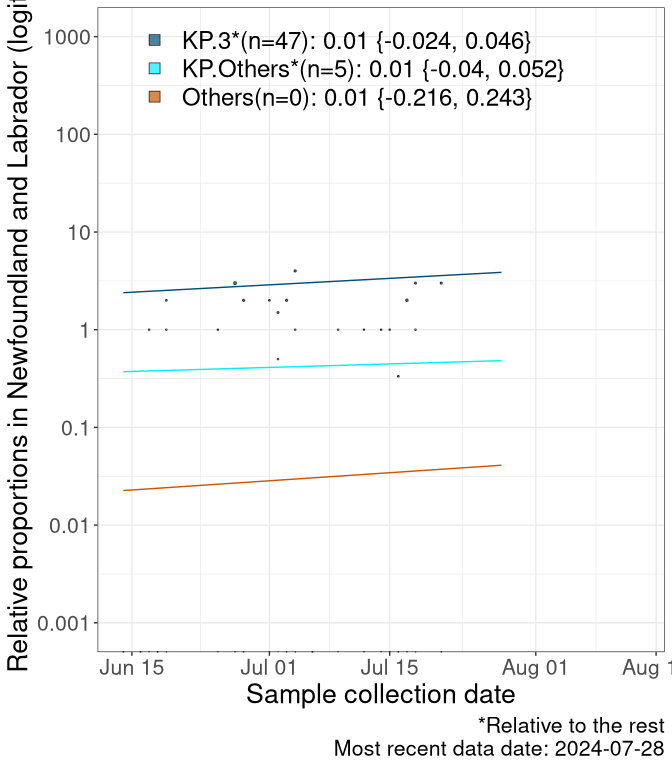 Relative proportions in Newfoundland and Labrador (logit
1000
100
10
1
0.1
0.01
0.001
KP.3*(n=47): 0.01 {-0.024, 0.046}
KP.Others*(n=5): 0.01 {-0.04, 0.052}
Others(n=0): 0.01 {-0.216, 0.243}
Jun 15 Jul 01 Jul 15 Aug 01 Aug 1
Sample collection date
*Relative to the rest
Most recent data date: 2024-07-28